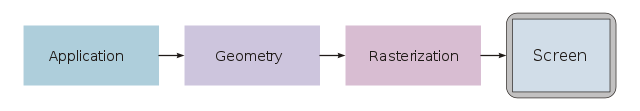 Application
Geometry
Rasterization
Screen